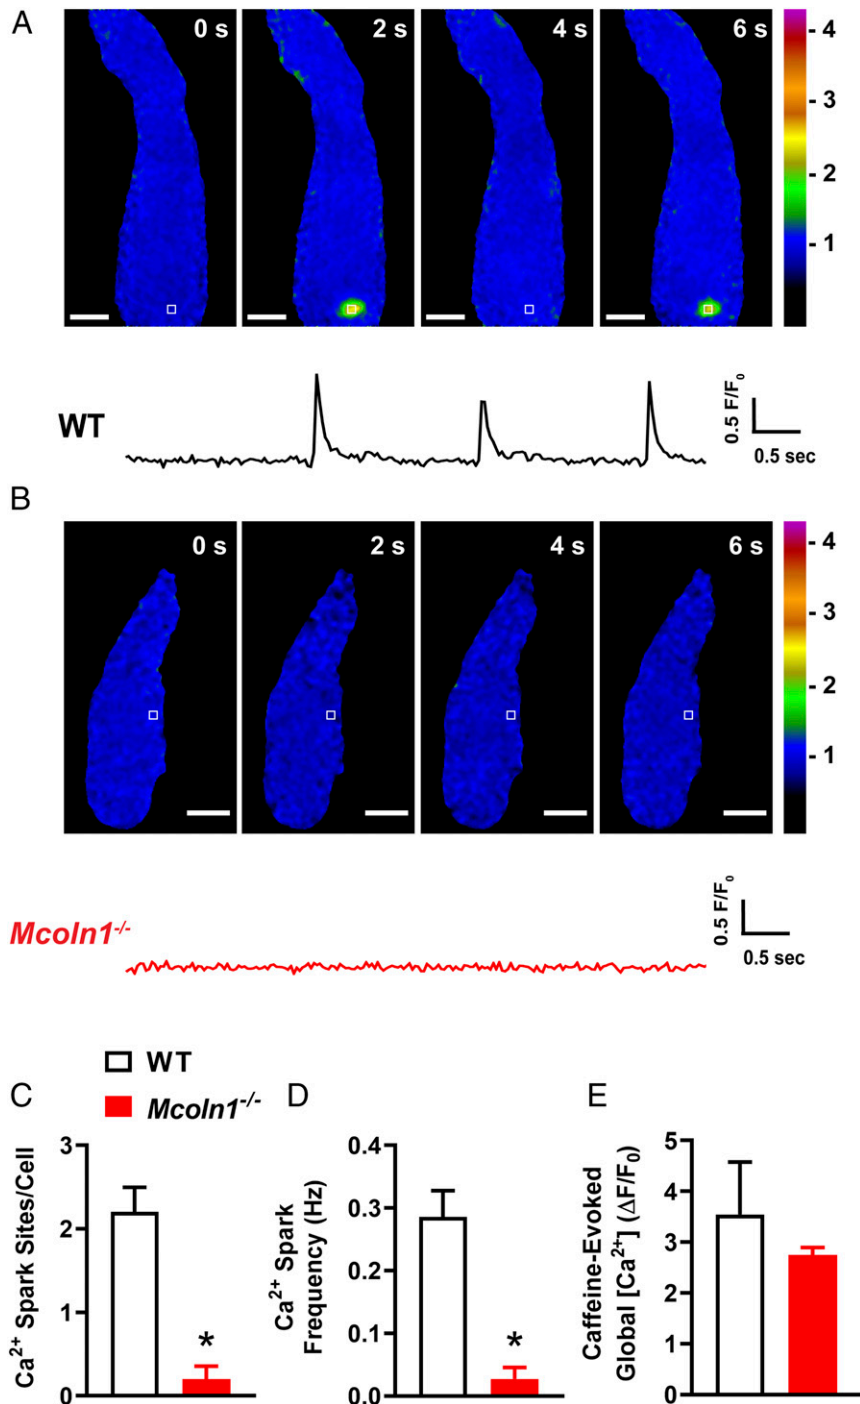 A
0 s
2 s
4 s
6 s
- 4
- 3
- 2
- 1
WT
0.5 F/F₀
0.5 sec
B
0 s
2 s
4 s
6 s
- 4
- 3
- 2
- 1
Mcoln1⁻/⁻
0.5 F/F₀
0.5 sec
WT
Mcoln1⁻/⁻
C
Ca²⁺ Spark Sites/Cell
3
2
1
0
*
D
Ca²⁺ Spark
Frequency (Hz)
0.4
0.3
0.2
0.1
0.0
*
E
Caffeine-Evoked
Global [Ca²⁺] (ΔF/F₀)
5
4
3
2
1
0